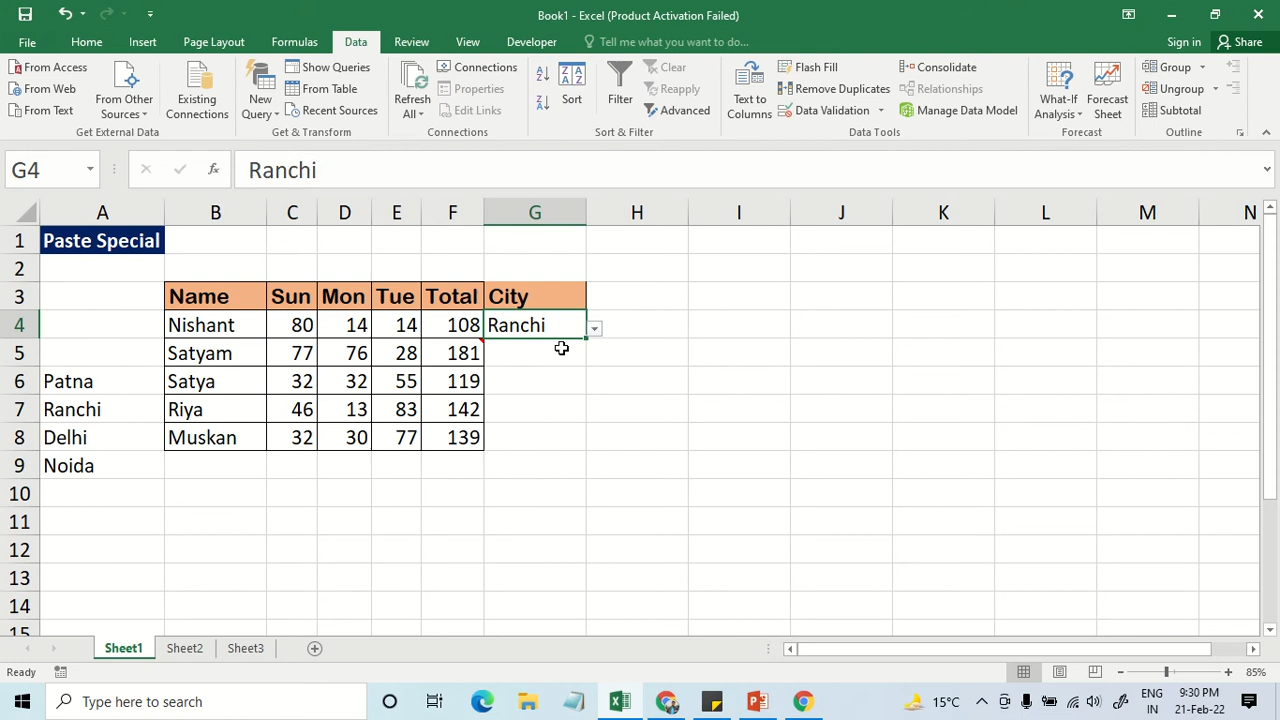 Book1 - Excel (Product Activation Failed)
File Home Insert Page Layout Formulas Data Review View Developer Tell me what you want to do... Sign in Share
From Access
From Web
From Text
From Other Sources
Existing Connections
Get External Data
New Query
Show Queries
From Table
Recent Sources
Get & Transform
Refresh All
Connections
Properties
Edit Links
Connections
Sort
Filter
Clear
Reapply
Advanced
Sort & Filter
Text to Columns
Flash Fill
Remove Duplicates
Data Validation
Consolidate
Relationships
Manage Data Model
Data Tools
What-If Analysis
Forecast Sheet
Forecast
Group
Ungroup
Subtotal
Outline
G4 fx Ranchi
A B C D E F G H I J K L M N
1 Paste Special
2
3 Name Sun Mon Tue Total City
4 Nishant 80 14 14 108 Ranchi
5 Satyam 77 76 28 181
6 Patna Satya 32 32 55 119
7 Ranchi Riya 46 13 83 142
8 Delhi Muskan 32 30 77 139
9 Noida
10
11
12
13
14
15
Sheet1 Sheet2 Sheet3
Ready 85%
Type here to search 15°C ENG IN 9:30 PM 21-Feb-22